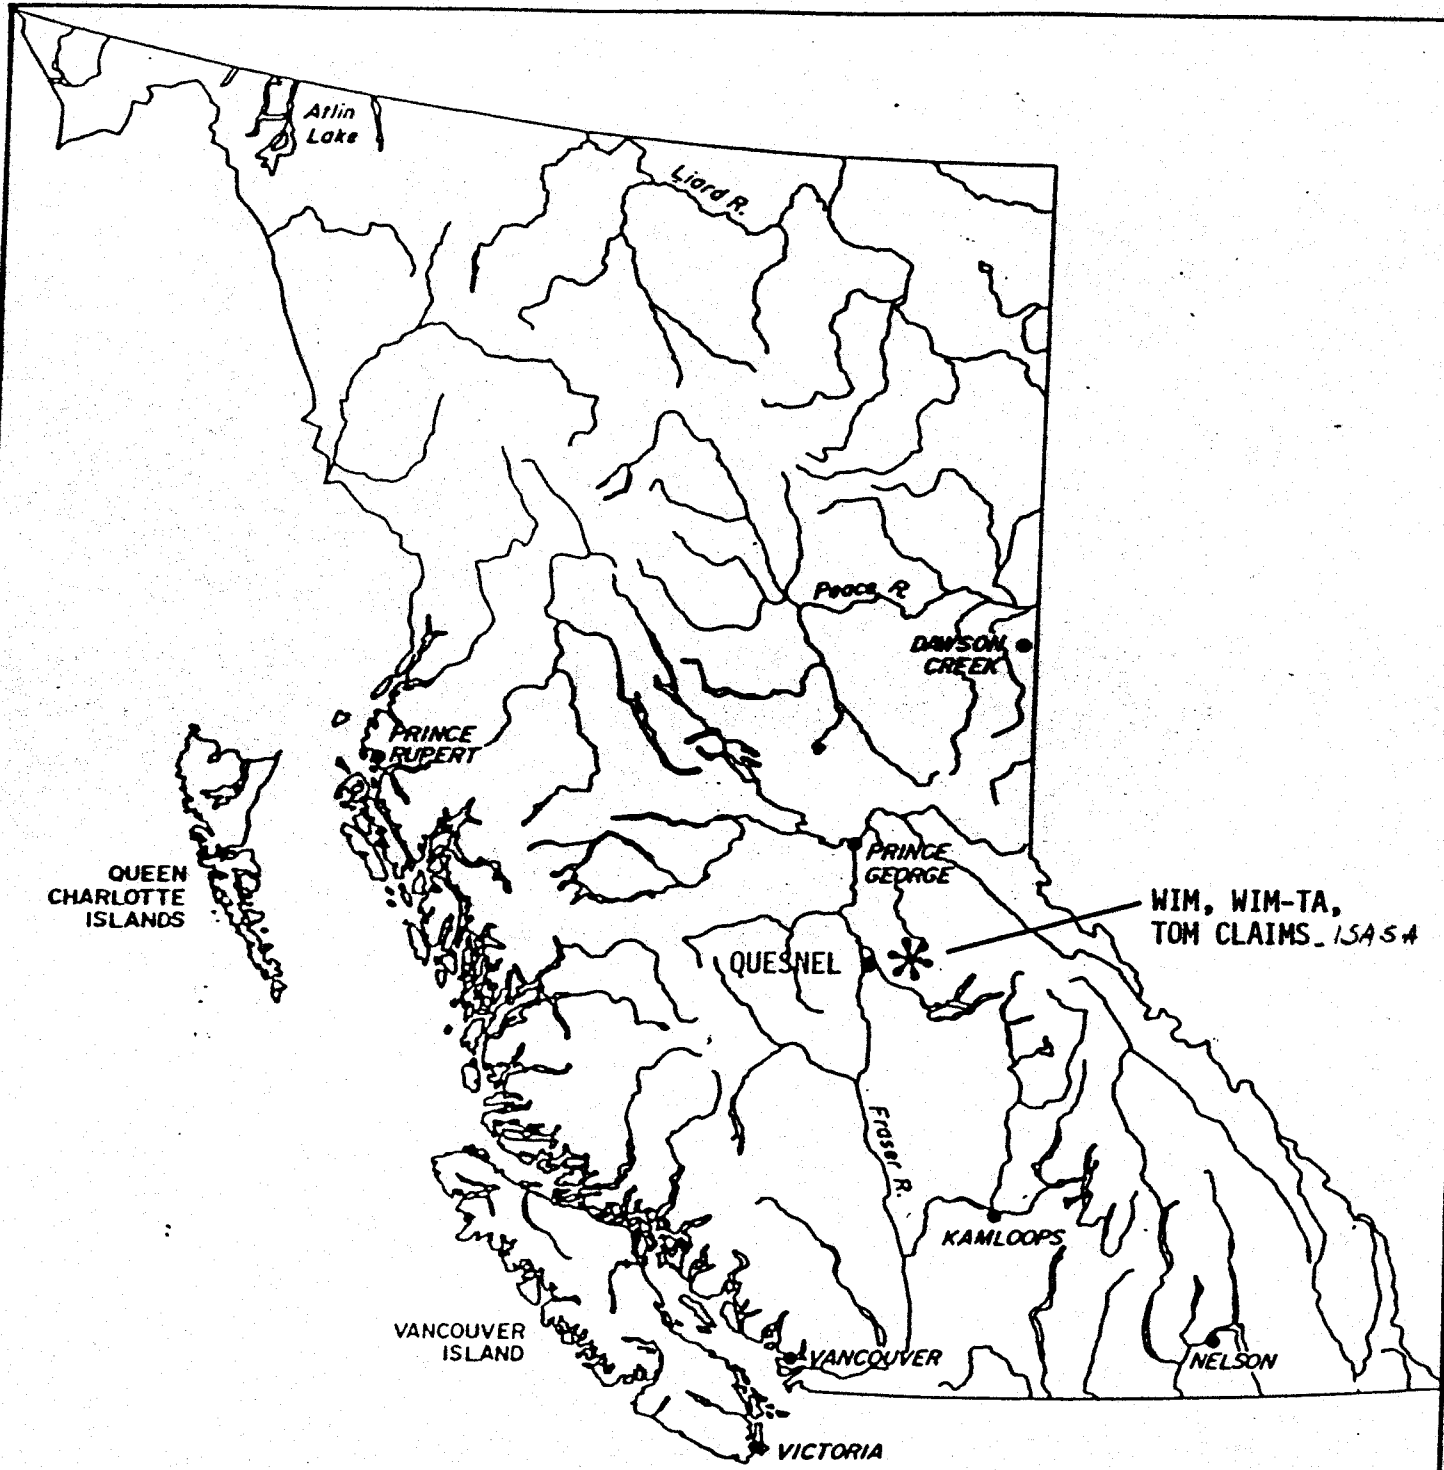 Atlin
Lake
Liard R.
Peace R.
DAWSON
CREEK
PRINCE
RUPERT
PRINCE
GEORGE
QUEEN
CHARLOTTE
ISLANDS
WIM, WIM-TA,
TOM CLAIMS
QUESNEL
Fraser R.
KAMLOOPS
VANCOUVER
ISLAND
VANCOUVER
NELSON
VICTORIA